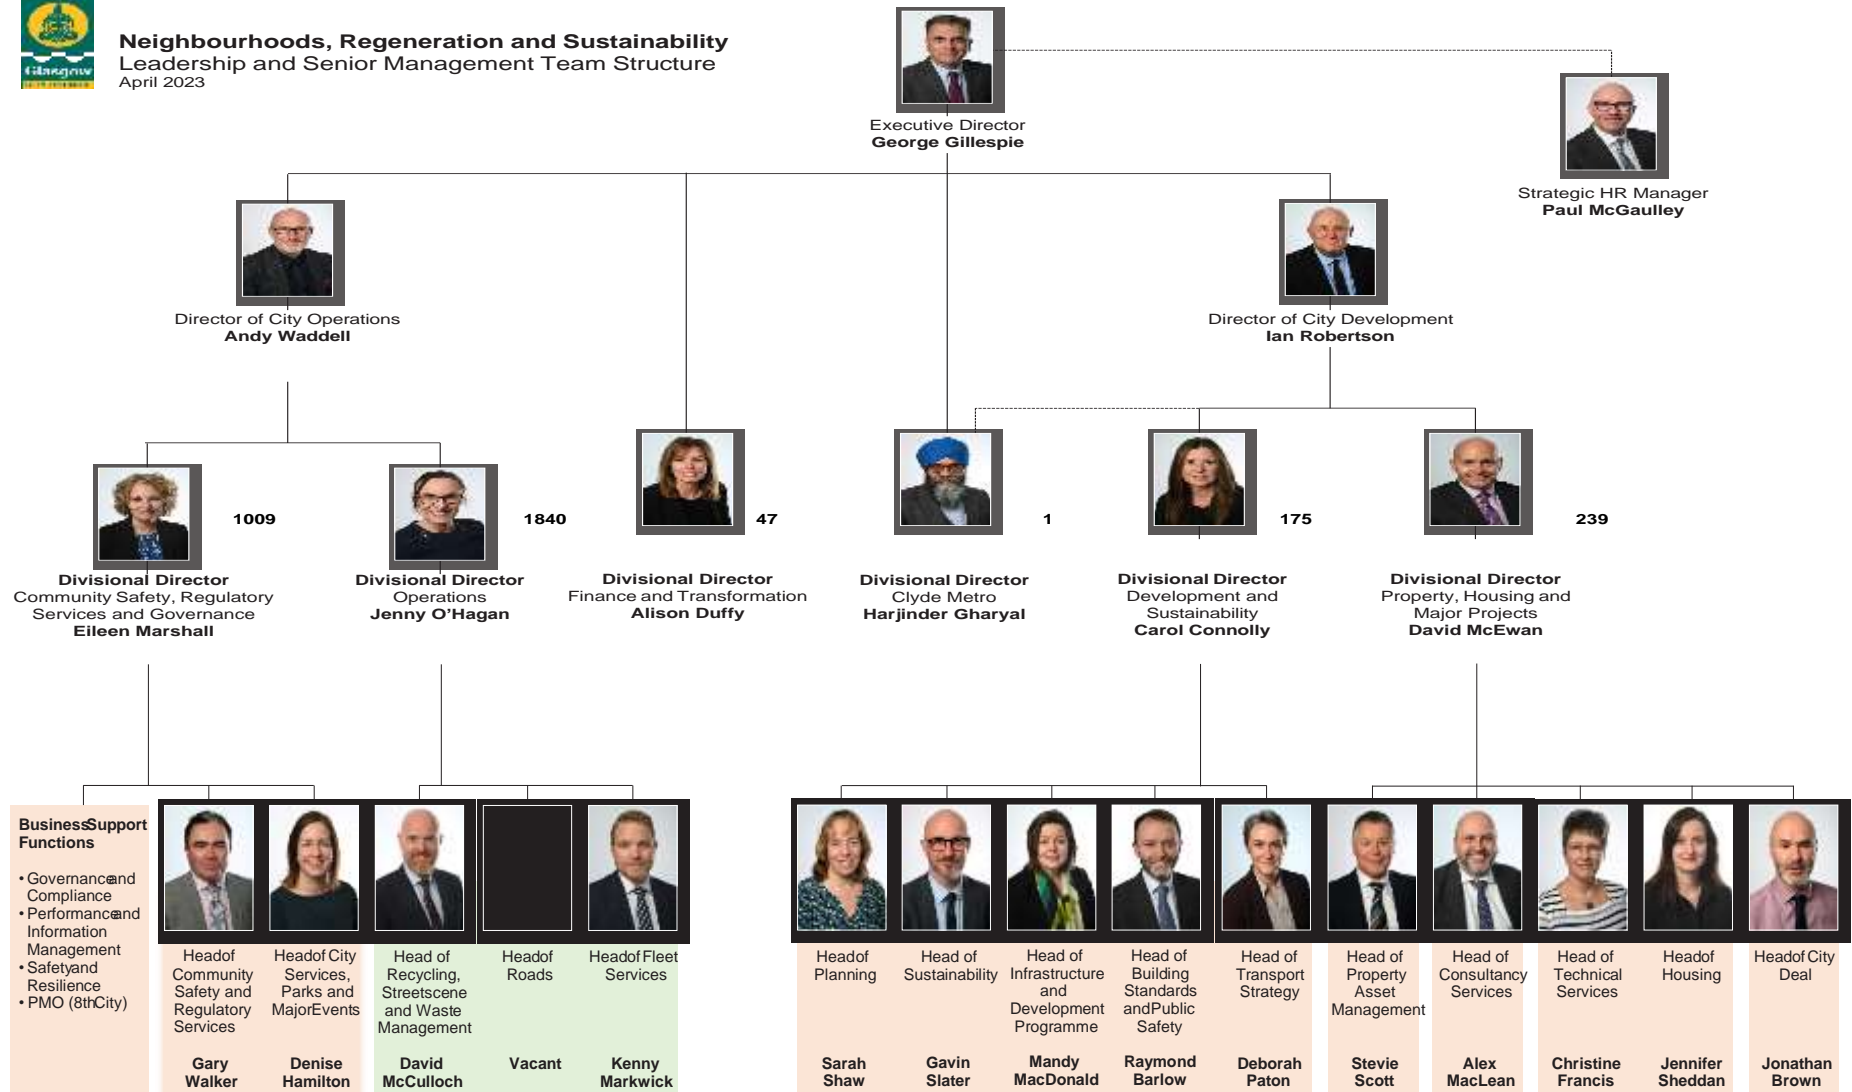 Glasgow
Neighbourhoods, Regeneration and Sustainability
Leadership and Senior Management Team Structure
April 2023
Executive Director
George Gillespie
Strategic HR Manager
Paul McGaulley
Director of City Operations
Andy Waddell
Director of City Development
Ian Robertson
1009
1840
47
1
175
239
Divisional Director
Community Safety, Regulatory
Services and Governance
Eileen Marshall
Divisional Director
Operations
Jenny O’Hagan
Divisional Director
Finance and Transformation
Alison Duffy
Divisional Director
Clyde Metro
Harjinder Gharyal
Divisional Director
Development and
Sustainability
Carol Connolly
Divisional Director
Property, Housing and
Major Projects
David McEwan
Business Support
Functions
• Governance and
Compliance
• Performance and
Information
Management
• Safety and
Resilience
• PMO (8th City)
Head of
Community
Safety and
Regulatory
Services
Gary
Walker
Head of City
Services,
Parks and
Major Events
Denise
Hamilton
Head of
Recycling,
Streetscene
and Waste
Management
David
McCulloch
Head of
Roads
Vacant
Head of Fleet
Services
Kenny
Markwick
Head of
Planning
Sarah
Shaw
Head of
Sustainability
Gavin
Slater
Head of
Infrastructure
and
Development
Programme
Mandy
MacDonald
Head of
Building
Standards
and Public
Safety
Raymond
Barlow
Head of
Transport
Strategy
Deborah
Paton
Head of
Property
Asset
Management
Stevie
Scott
Head of
Consultancy
Services
Alex
MacLean
Head of
Technical
Services
Christine
Francis
Head of
Housing
Jennifer
Sheddan
Head of City
Deal
Jonathan
Brown